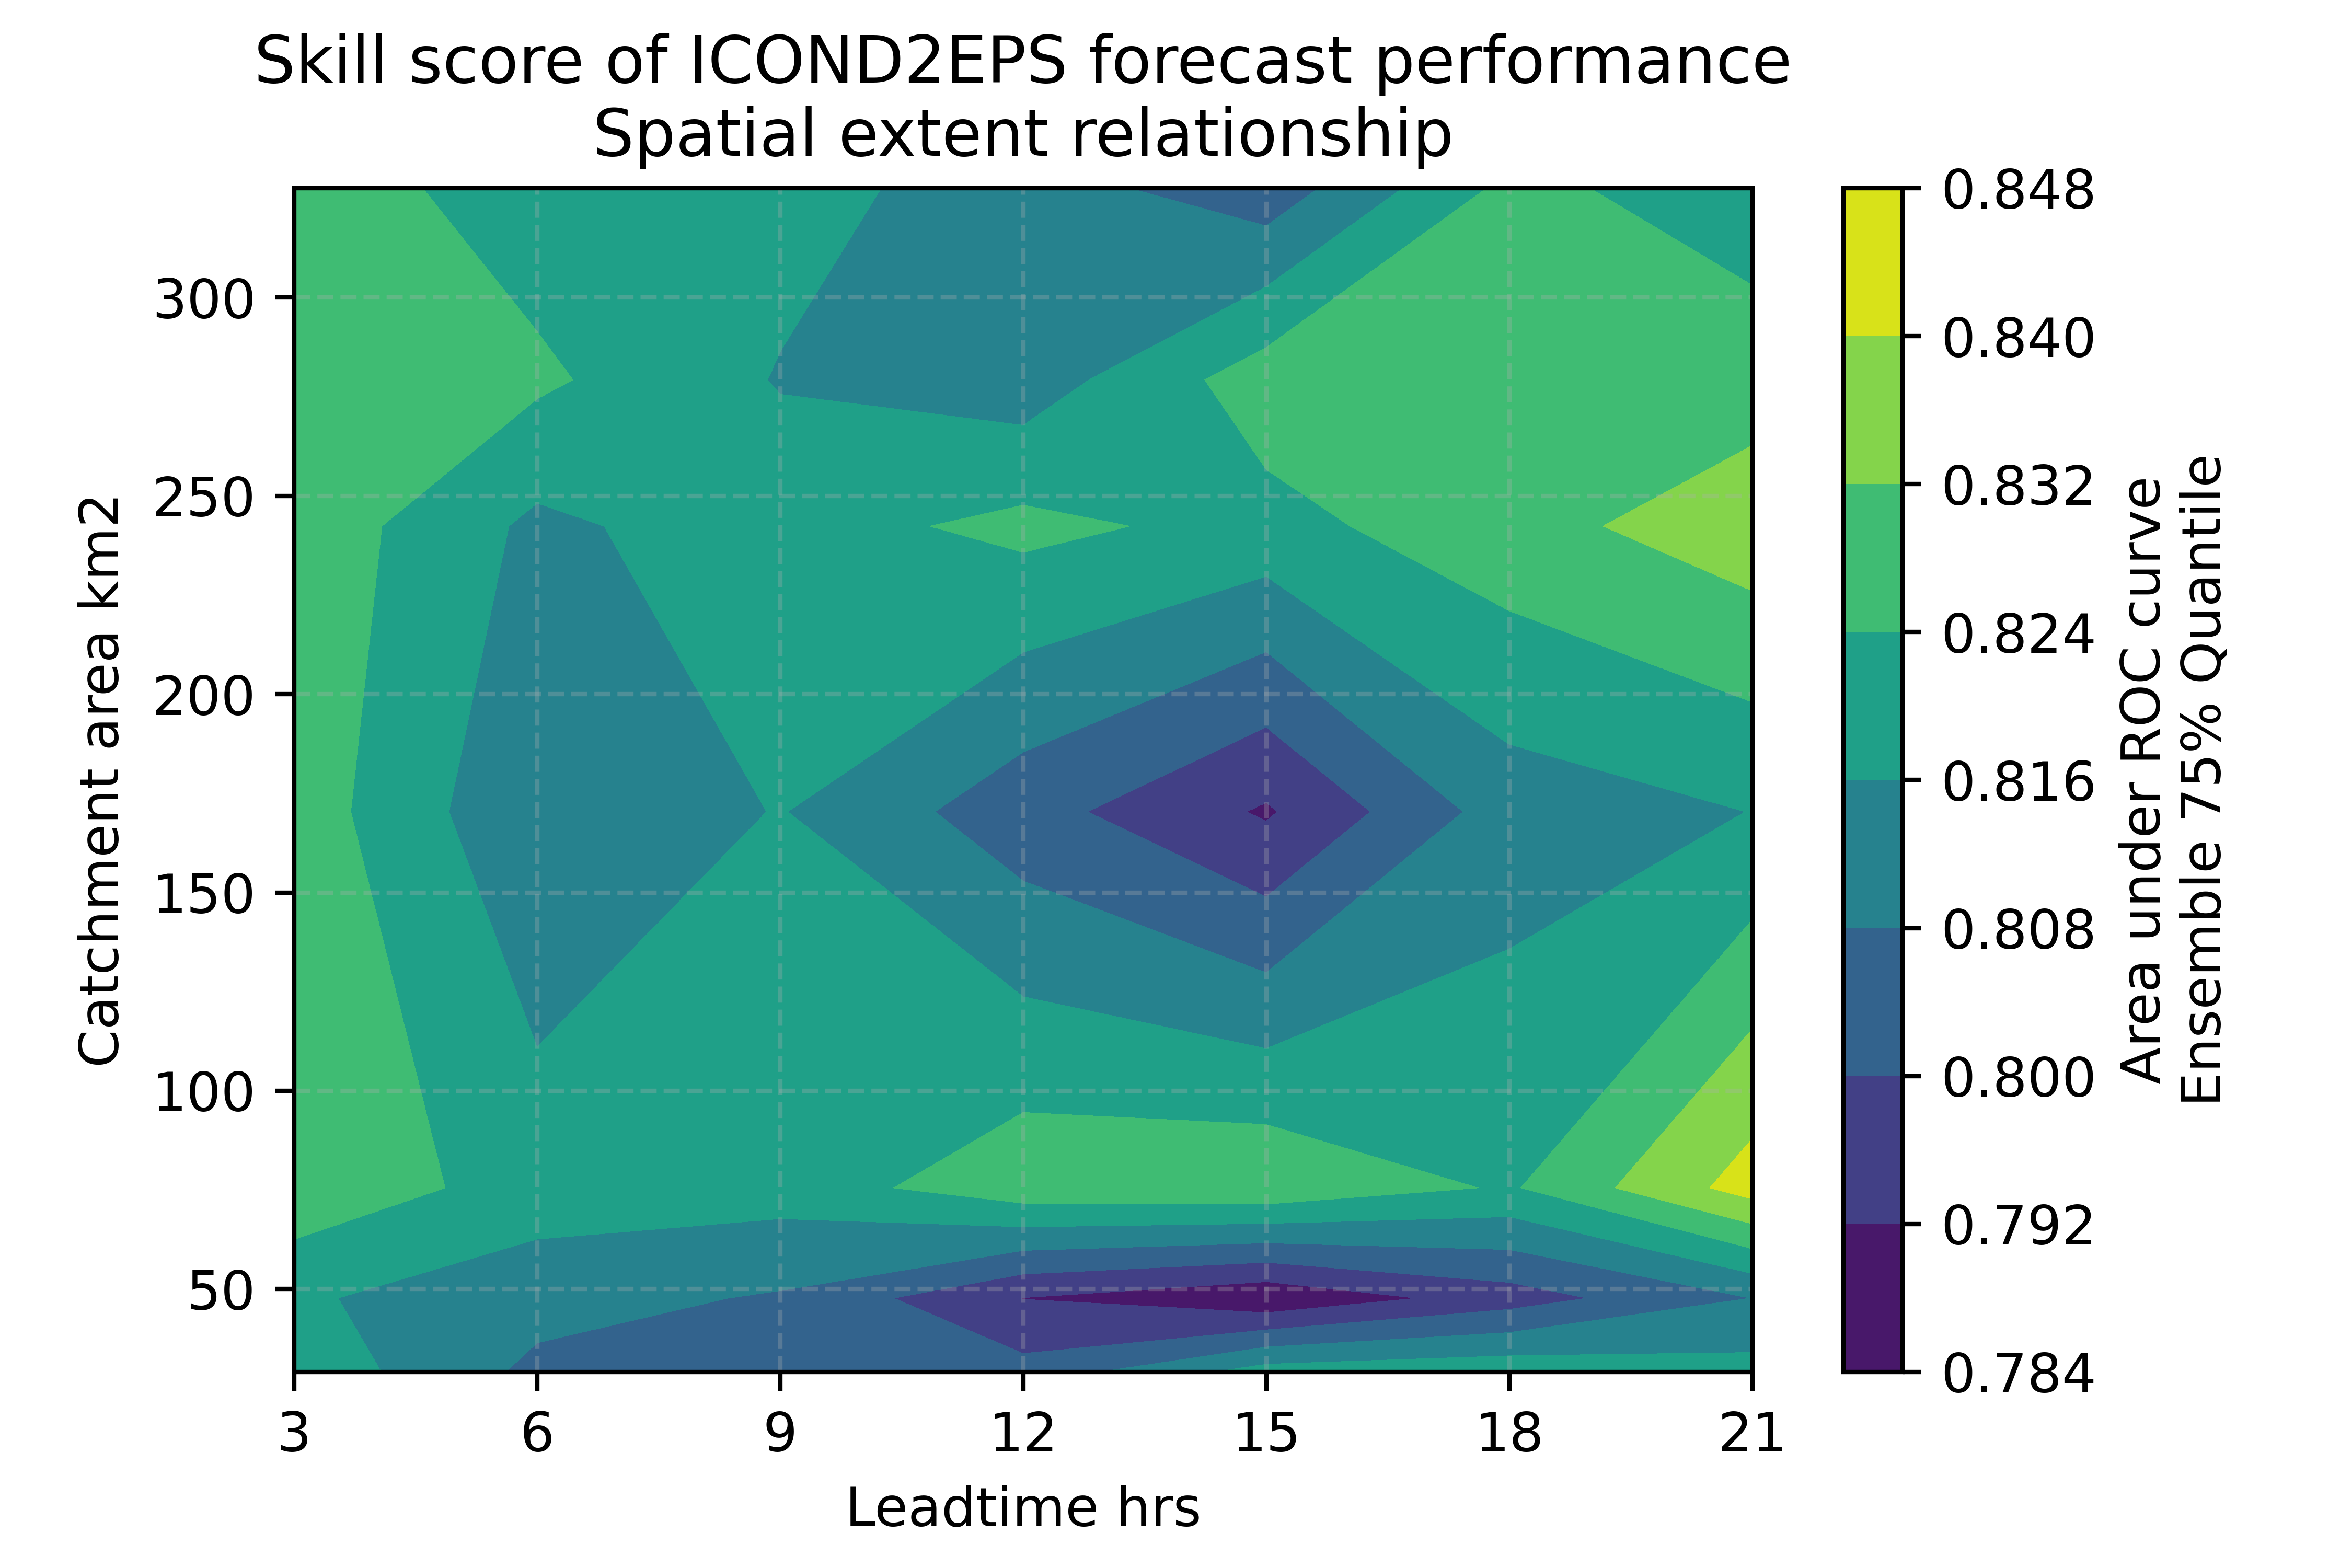 Skill score of ICOND2EPS forecast performance
Spatial extent relationship
Catchment area km2
300
250
200
150
100
50
3 6 9 12 15 18 21
Leadtime hrs
0.848
0.840
0.832
0.824
0.816
0.808
0.800
0.792
0.784
Area under ROC curve
Ensemble 75% Quantile